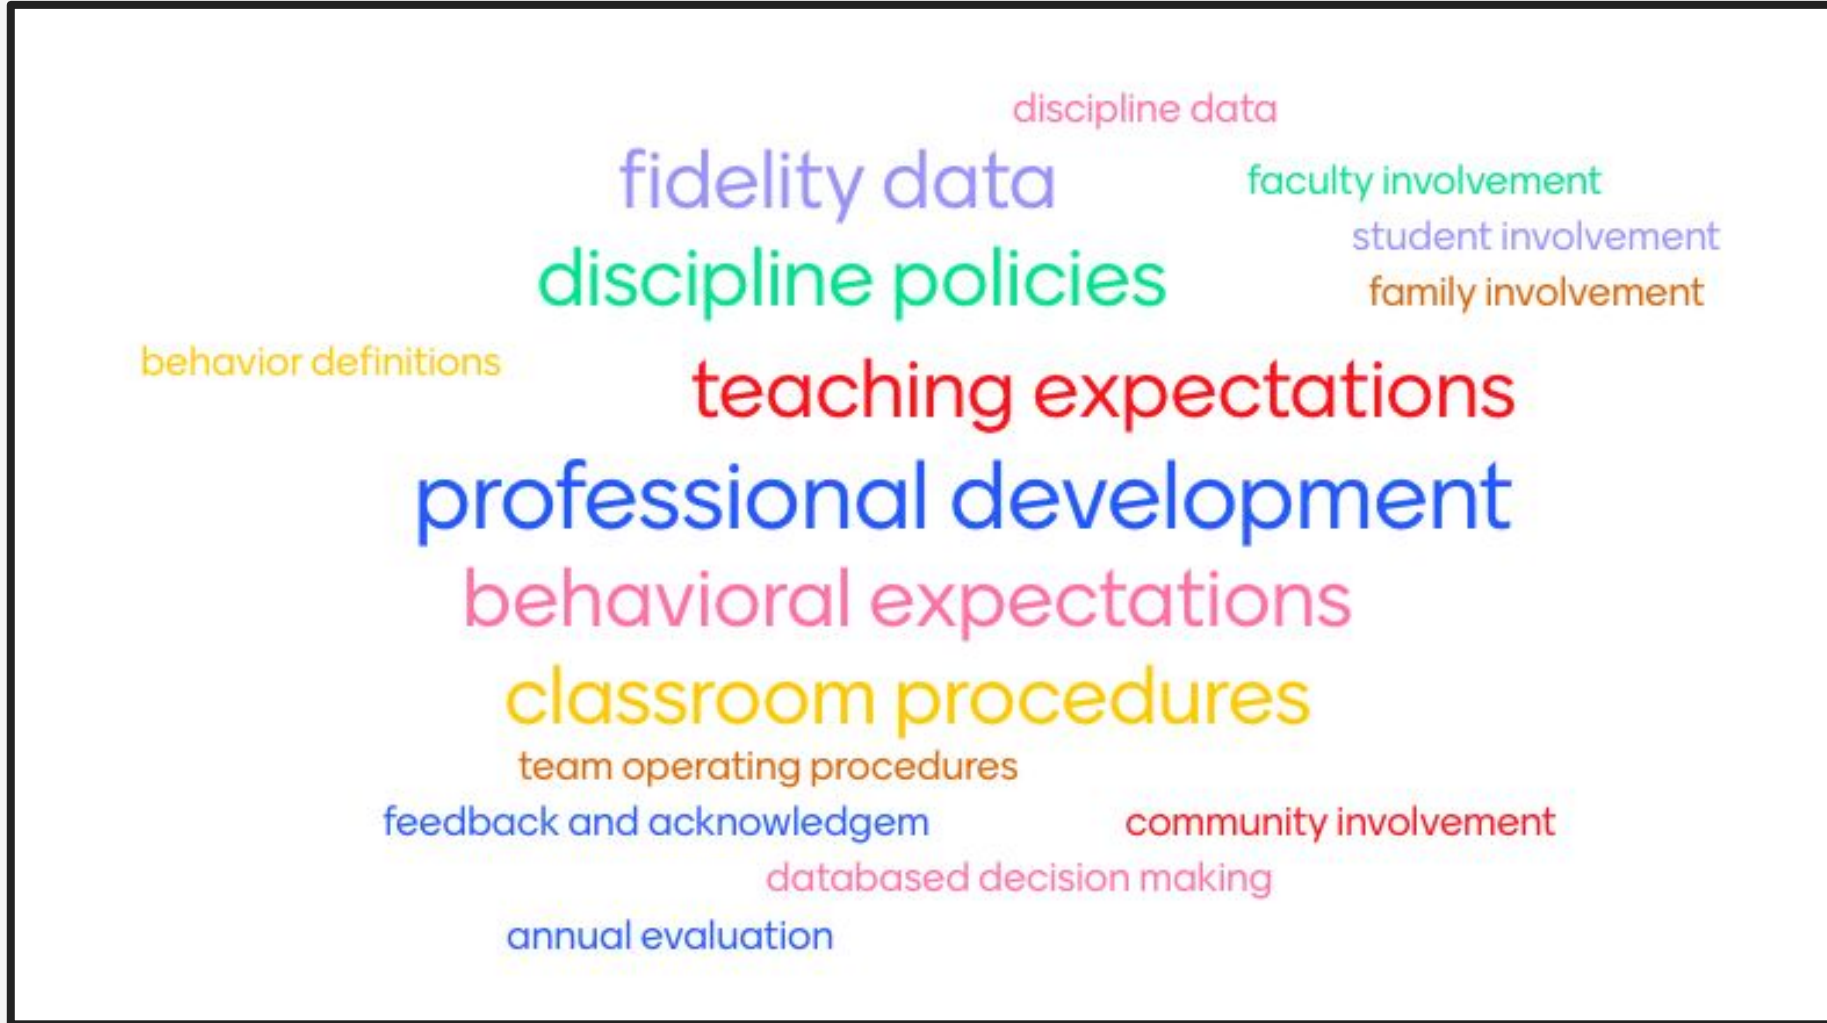 discipline data
fidelity data
faculty involvement
student involvement
discipline policies
family involvement
behavior definitions
teaching expectations
professional development
behavioral expectations
classroom procedures
team operating procedures
feedback and acknowledgem
community involvement
databased decision making
annual evaluation